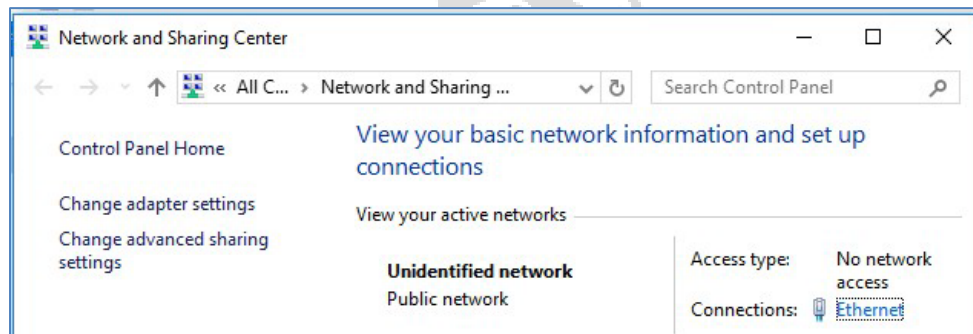 Network and Sharing Center
« All C... › Network and Sharing ...
Search Control Panel
Control Panel Home
Change adapter settings
Change advanced sharing
settings
View your basic network information and set up
connections
View your active networks
Unidentified network
Public network
Access type:
No network
access
Connections:
Ethernet